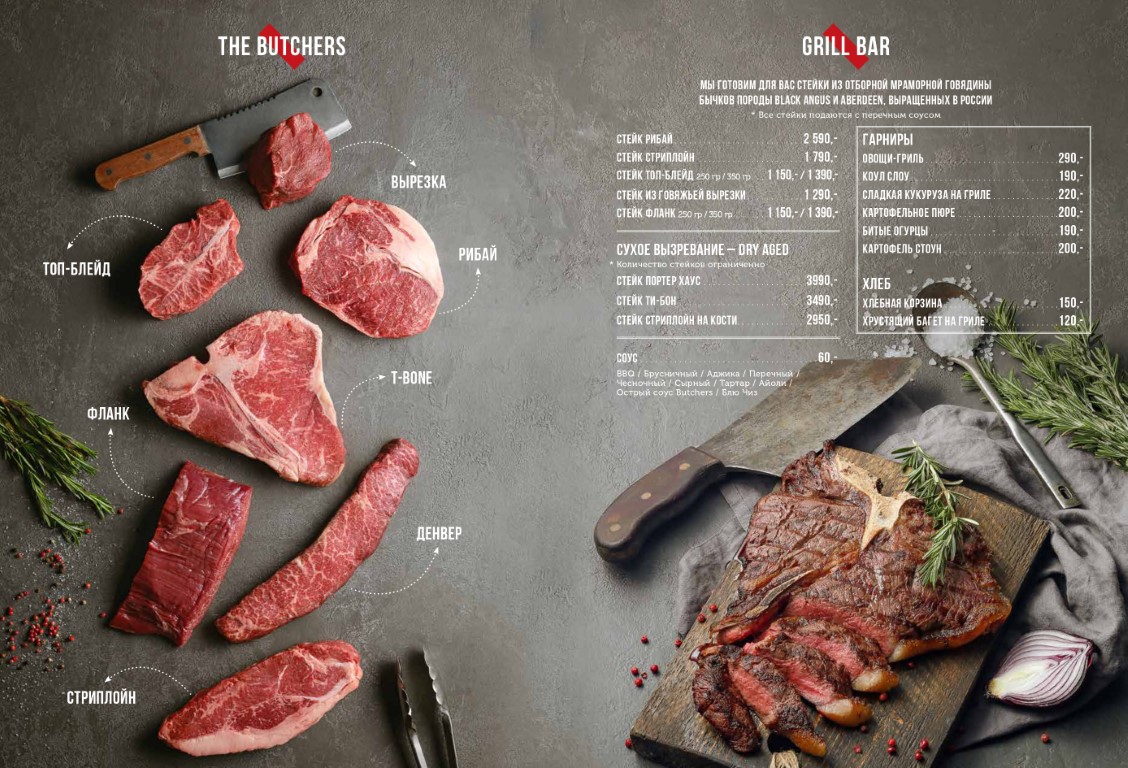 THE BUTCHERS
ВЫРЕЗКА
ТОП-БЛЕЙД
РИБАЙ
T-BONE
ФЛАНК
ДЕНВЕР
СТРИПЛОЙН
GRILL BAR
МЫ ГОТОВИМ ДЛЯ ВАС СТЕЙКИ ИЗ ОТБОРНОЙ МРАМОРНОЙ ГОВЯДИНЫ
БЫЧКОВ ПОРОДЫ BLACK ANGUS И ABERDEEN, ВЫРАЩЕННЫХ В РОССИИ
* Все стейки подаются с перечным соусом
СТЕЙК РИБАЙ 2 590,-
СТЕЙК СТРИПЛОЙН 1 790,-
СТЕЙК ТОП-БЛЕЙД 250 гр / 350 гр 1 150,- / 1 390,-
СТЕЙК ИЗ ГОВЯЖЬЕЙ ВЫРЕЗКИ 1 290,-
СТЕЙК ФЛАНК 250 гр / 350 гр 1 150,- / 1 390,-
СУХОЕ ВЫЗРЕВАНИЕ – DRY AGED
* Количество стейков ограниченно
СТЕЙК ПОРТЕР ХАУС 3990,-
СТЕЙК ТИ-БОН 3490,-
СТЕЙК СТРИПЛОЙН НА КОСТИ 2950,-
СОУС 60,-
BBQ / Брусничный / Аджика / Перечный /
Чесночный / Сырный / Тартар / Айоли /
Острый соус Butchers / Блю Чиз
ГАРНИРЫ
ОВОЩИ-ГРИЛЬ 290,-
КОУЛ СЛОУ 190,-
СЛАДКАЯ КУКУРУЗА НА ГРИЛЕ 220,-
КАРТОФЕЛЬНОЕ ПЮРЕ 200,-
БИТЫЕ ОГУРЦЫ 190,-
КАРТОФЕЛЬ СТОУН 200,-
ХЛЕБ
ХЛЕБНАЯ КОРЗИНА 150,-
ХРУСТЯЩИЙ БАГЕТ НА ГРИЛЕ 120,-